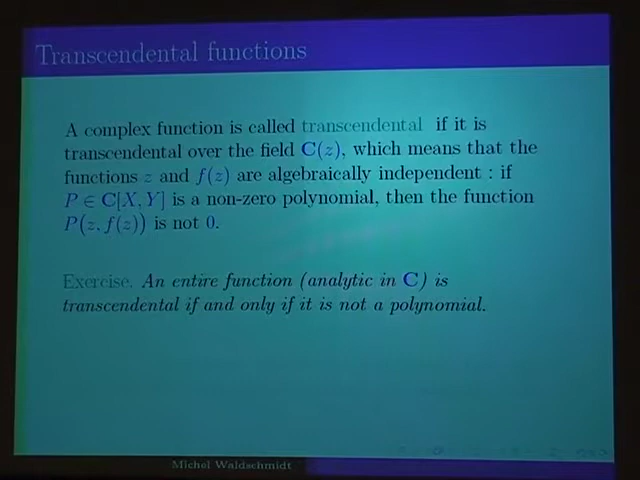 Transcendental functions
A complex function is called transcendental if it is
transcendental over the field C(z), which means that the
functions z and f(z) are algebraically independent : if
P ∈ C[X, Y] is a non-zero polynomial, then the function
P(z, f(z)) is not 0.
Exercise. An entire function (analytic in C) is
transcendental if and only if it is not a polynomial.
Michel Waldschmidt